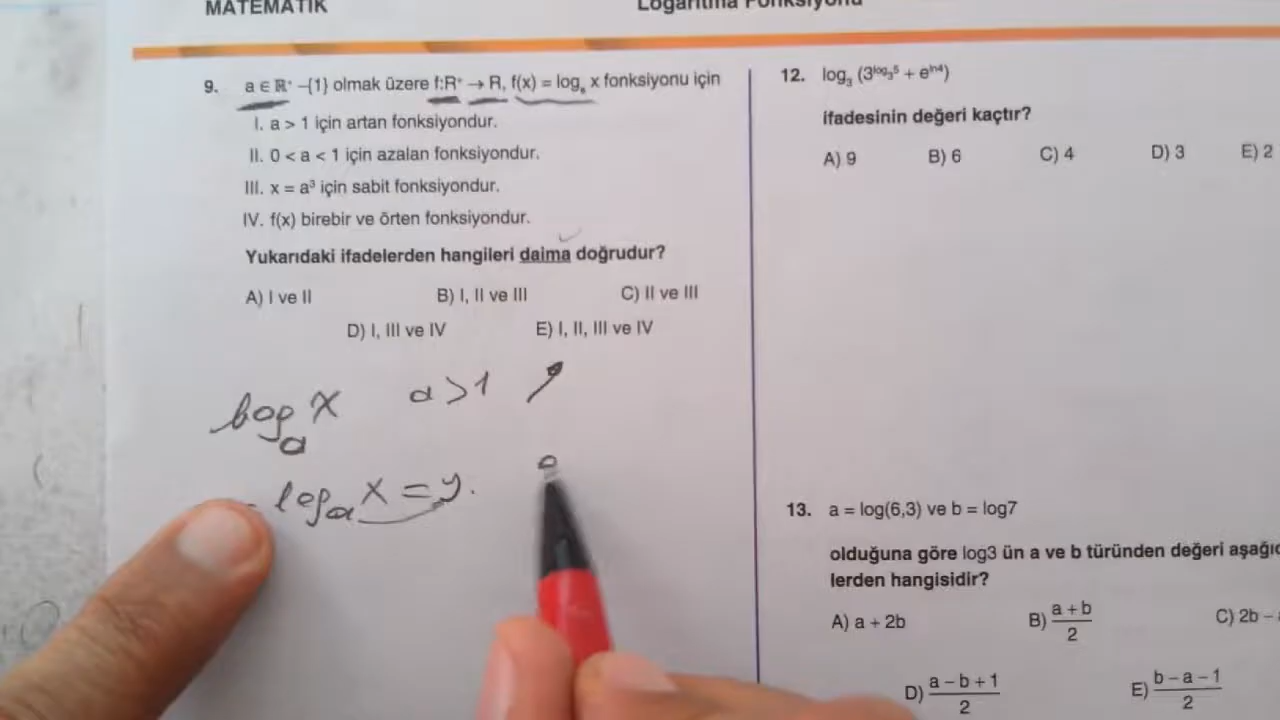 MATEMATİK
Logaritma Fonksiyonu
9. a ∈ ℝ⁺ –{1} olmak üzere f:R⁺ → R, f(x) = logₐ x fonksiyonu için
I. a > 1 için artan fonksiyondur.
II. 0 < a < 1 için azalan fonksiyondur.
III. x = a³ için sabit fonksiyondur.
IV. f(x) birebir ve örten fonksiyondur.
Yukarıdaki ifadelerden hangileri daima doğrudur?
A) I ve II B) I, II ve III C) II ve III
D) I, III ve IV E) I, II, III ve IV
logₐ x a > 1
logₐ x = y.
12. log₃ (3^(log₃5) + e^(ln4))
ifadesinin değeri kaçtır?
A) 9 B) 6 C) 4 D) 3 E) 2
13. a = log(6,3) ve b = log7
olduğuna göre log3 ün a ve b türünden değeri
lerden hangisidir?
A) a + 2b B) (a + b)/2 C) 2b –
D) (a – b + 1)/2 E) (b – a – 1)/2